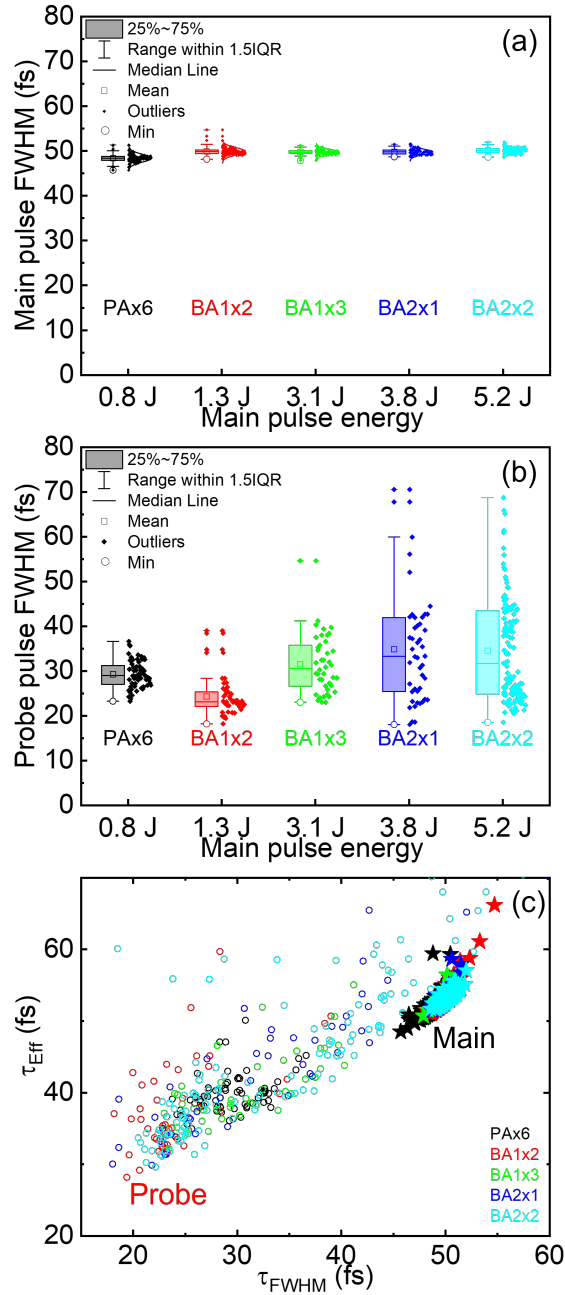 (a)
25%~75%
Range within 1.5IQR
Median Line
Mean
Outliers
Min
Main pulse FWHM (fs)
80
70
60
50
40
30
20
10
0
PAx6 BA1x2 BA1x3 BA2x1 BA2x2
0.8 J 1.3 J 3.1 J 3.8 J 5.2 J
Main pulse energy
(b)
25%~75%
Range within 1.5IQR
Median Line
Mean
Outliers
Min
Probe pulse FWHM (fs)
80
70
60
50
40
30
20
10
0
PAx6 BA1x2 BA1x3 BA2x1 BA2x2
0.8 J 1.3 J 3.1 J 3.8 J 5.2 J
Main pulse energy
(c)
τEff (fs)
60
40
20
Main
Probe
PAx6
BA1x2
BA1x3
BA2x1
BA2x2
20 30 40 50 60
τFWHM (fs)